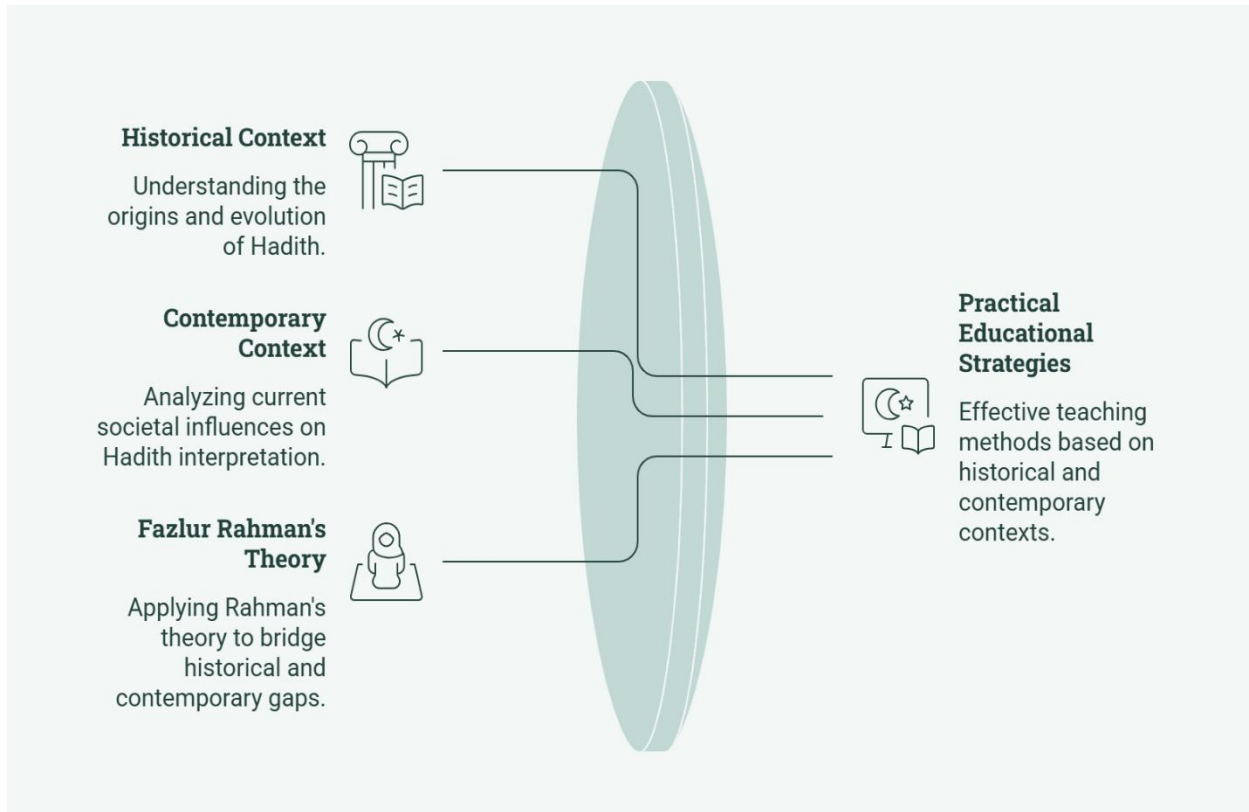 Historical Context
Understanding the
origins and evolution
of Hadith.
Contemporary
Context
Analyzing current
societal influences on
Hadith interpretation.
Fazlur Rahman's
Theory
Applying Rahman's
theory to bridge
historical and
contemporary gaps.
Practical
Educational
Strategies
Effective teaching
methods based on
historical and
contemporary
contexts.